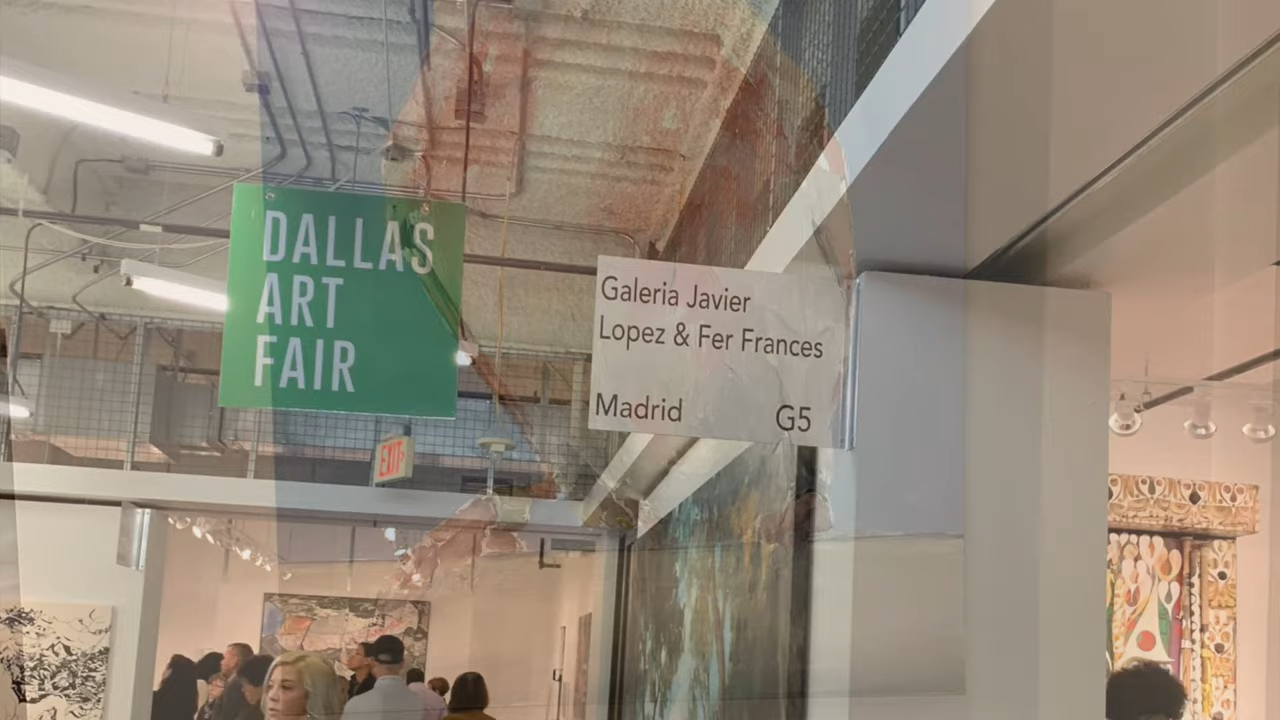 DALLAS
ART
FAIR
Galeria Javier
Lopez & Fer Frances
Madrid G5
EXIT